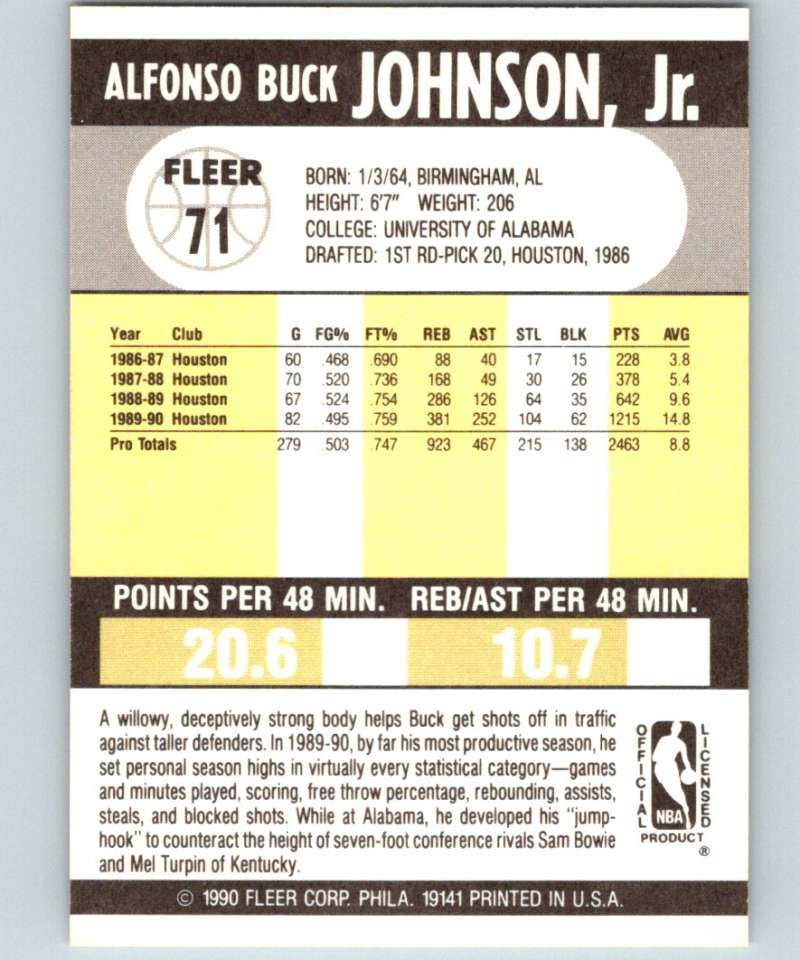 ALFONSO BUCK JOHNSON, Jr.
FLEER
71
BORN: 1/3/64, BIRMINGHAM, AL
HEIGHT: 6'7" WEIGHT: 206
COLLEGE: UNIVERSITY OF ALABAMA
DRAFTED: 1ST RD-PICK 20, HOUSTON, 1986
Year Club G FG% FT% REB AST STL BLK PTS AVG
1986-87 Houston 60 .468 .690 88 40 17 15 228 3.8
1987-88 Houston 70 .520 .736 168 49 30 26 378 5.4
1988-89 Houston 67 .524 .754 286 126 64 35 642 9.6
1989-90 Houston 82 .495 .759 381 252 104 62 1215 14.8
Pro Totals 279 .503 .747 923 467 215 138 2463 8.8
POINTS PER 48 MIN. REB/AST PER 48 MIN.
20.6 10.7
A willowy, deceptively strong body helps Buck get shots off in traffic
against taller defenders. In 1989-90, by far his most productive season, he
set personal season highs in virtually every statistical category—games
and minutes played, scoring, free throw percentage, rebounding, assists,
steals, and blocked shots. While at Alabama, he developed his "jump-
hook" to counteract the height of seven-foot conference rivals Sam Bowie
and Mel Turpin of Kentucky.
OFFICIAL
LICENSED
NBA
PRODUCT
®
© 1990 FLEER CORP. PHILA. 19141 PRINTED IN U.S.A.